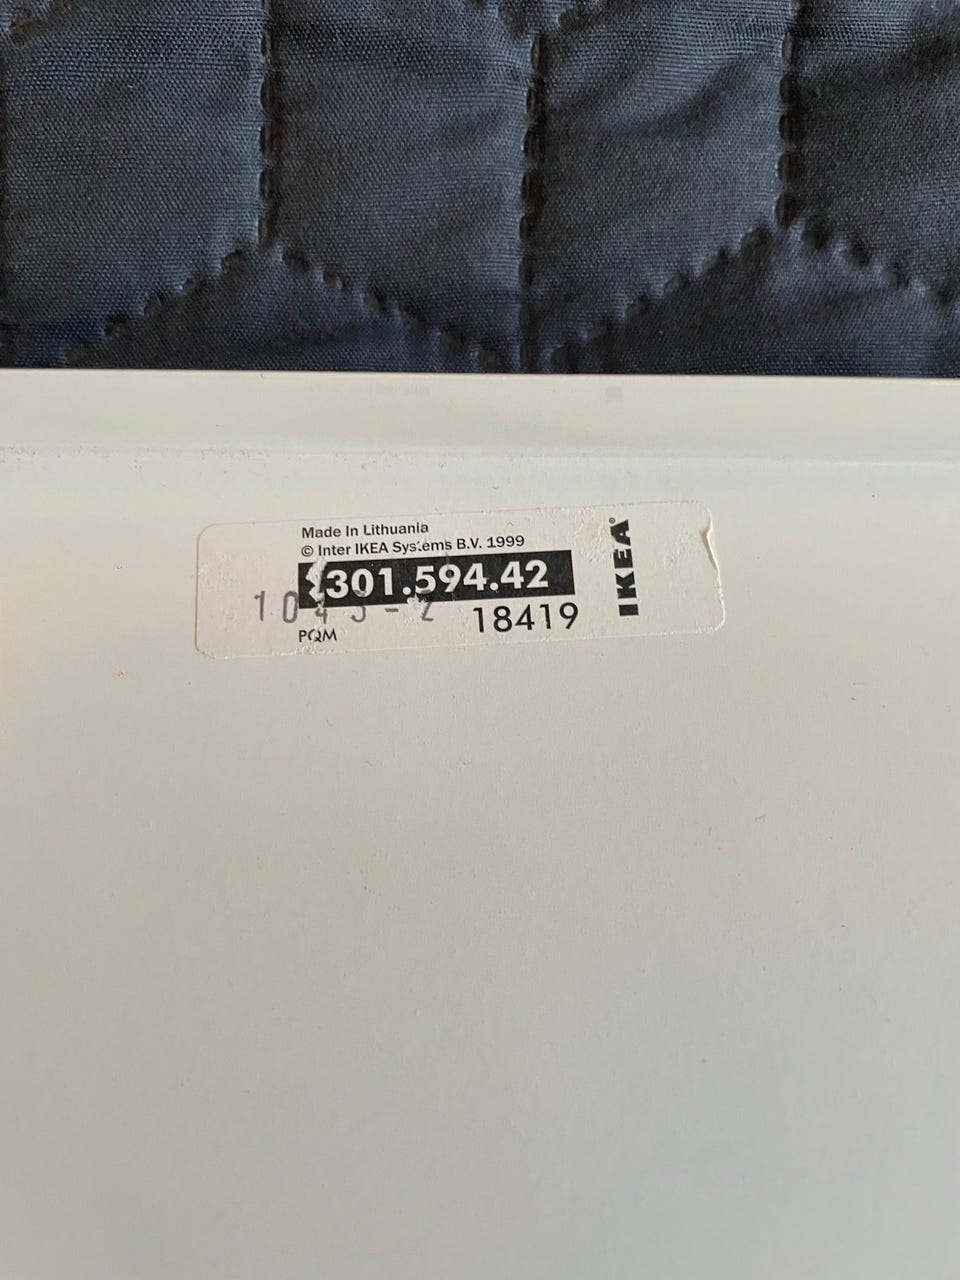 Made In Lithuania
© Inter IKEA Systems B.V. 1999
301.594.42
18419
PQM
IKEA®